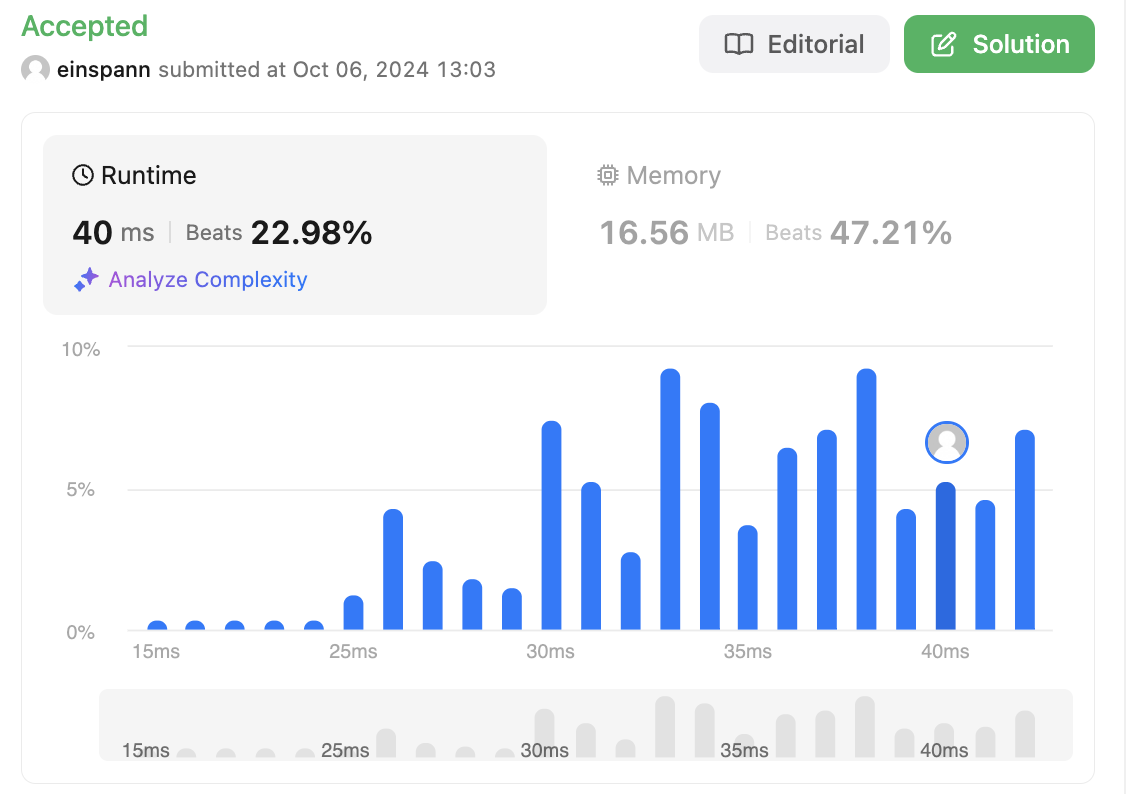 Accepted
Editorial
Solution
einspann submitted at Oct 06, 2024 13:03
Runtime
40 ms Beats 22.98%
Analyze Complexity
Memory
16.56 MB Beats 47.21%
10%
5%
0%
15ms 25ms 30ms 35ms 40ms
15ms 25ms 30ms 35ms 40ms